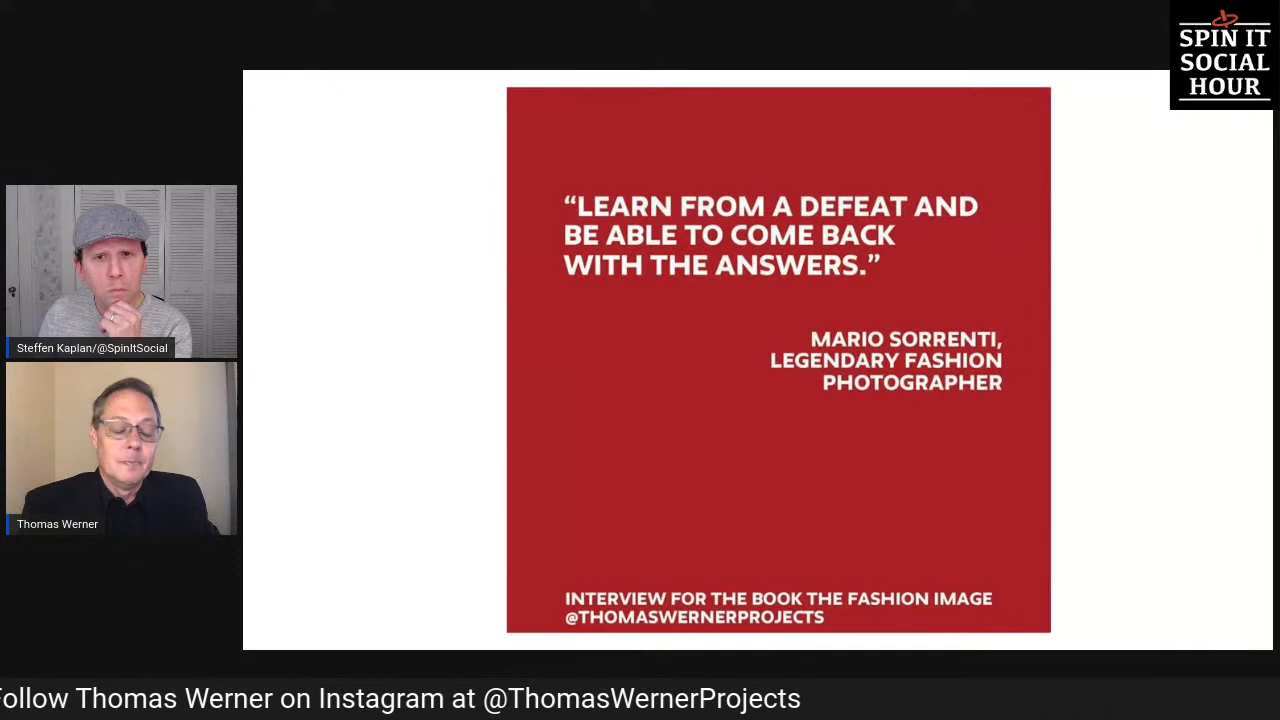 SPIN IT
SOCIAL
HOUR
“LEARN FROM A DEFEAT AND
BE ABLE TO COME BACK
WITH THE ANSWERS.”
MARIO SORRENTI,
LEGENDARY FASHION
PHOTOGRAPHER
INTERVIEW FOR THE BOOK THE FASHION IMAGE
@THOMASWERNERPROJECTS
Steffen Kaplan/@SpinItSocial
Thomas Werner
Follow Thomas Werner on Instagram at @ThomasWernerProjects